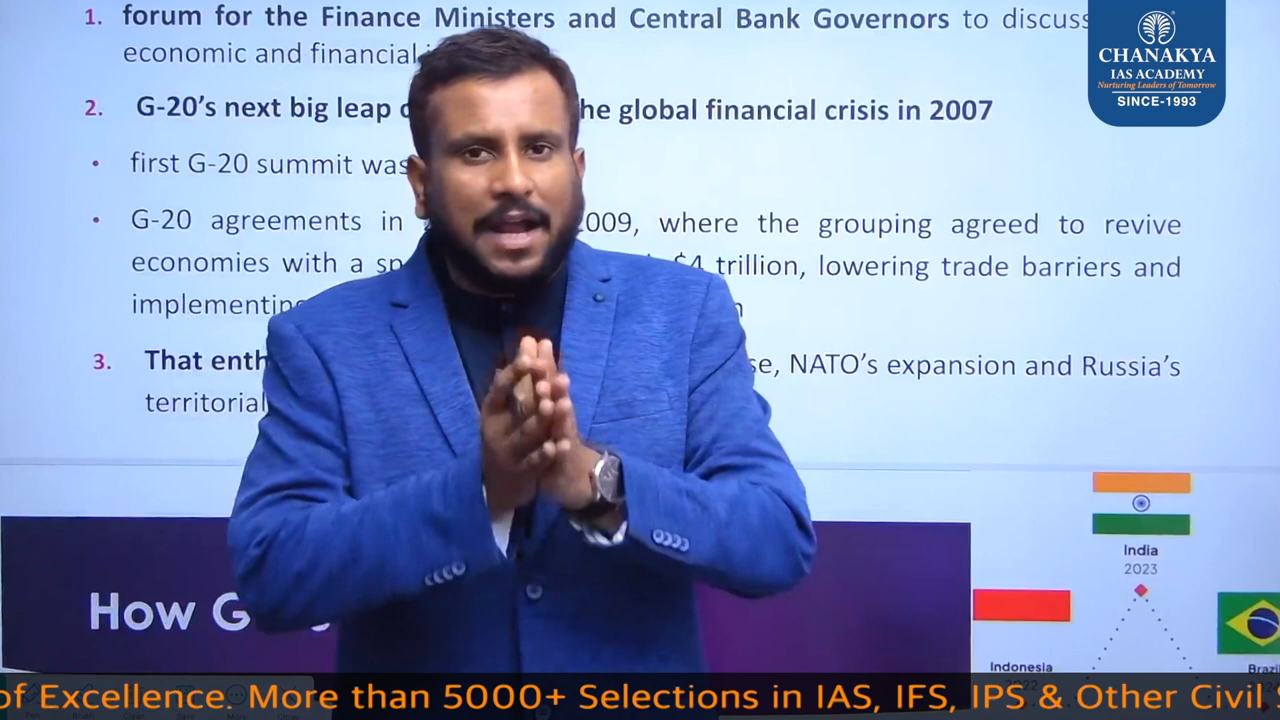 1. forum for the Finance Ministers and Central Bank Governors to discuss
economic and financial
2. G-20's next big leap the global financial crisis in 2007
• first G-20 summit was
• G-20 agreements in 2009, where the grouping agreed to revive
economies with a $4 trillion, lowering trade barriers and
implementing
3. That NATO's expansion and Russia's
territorial
CHANAKYA
IAS ACADEMY
Nurturing Leaders of Tomorrow
SINCE-1993
How
India
2023
Indonesia
2022
of Excellence. More than 5000+ Selections in IAS, IFS, IPS & Other Civil